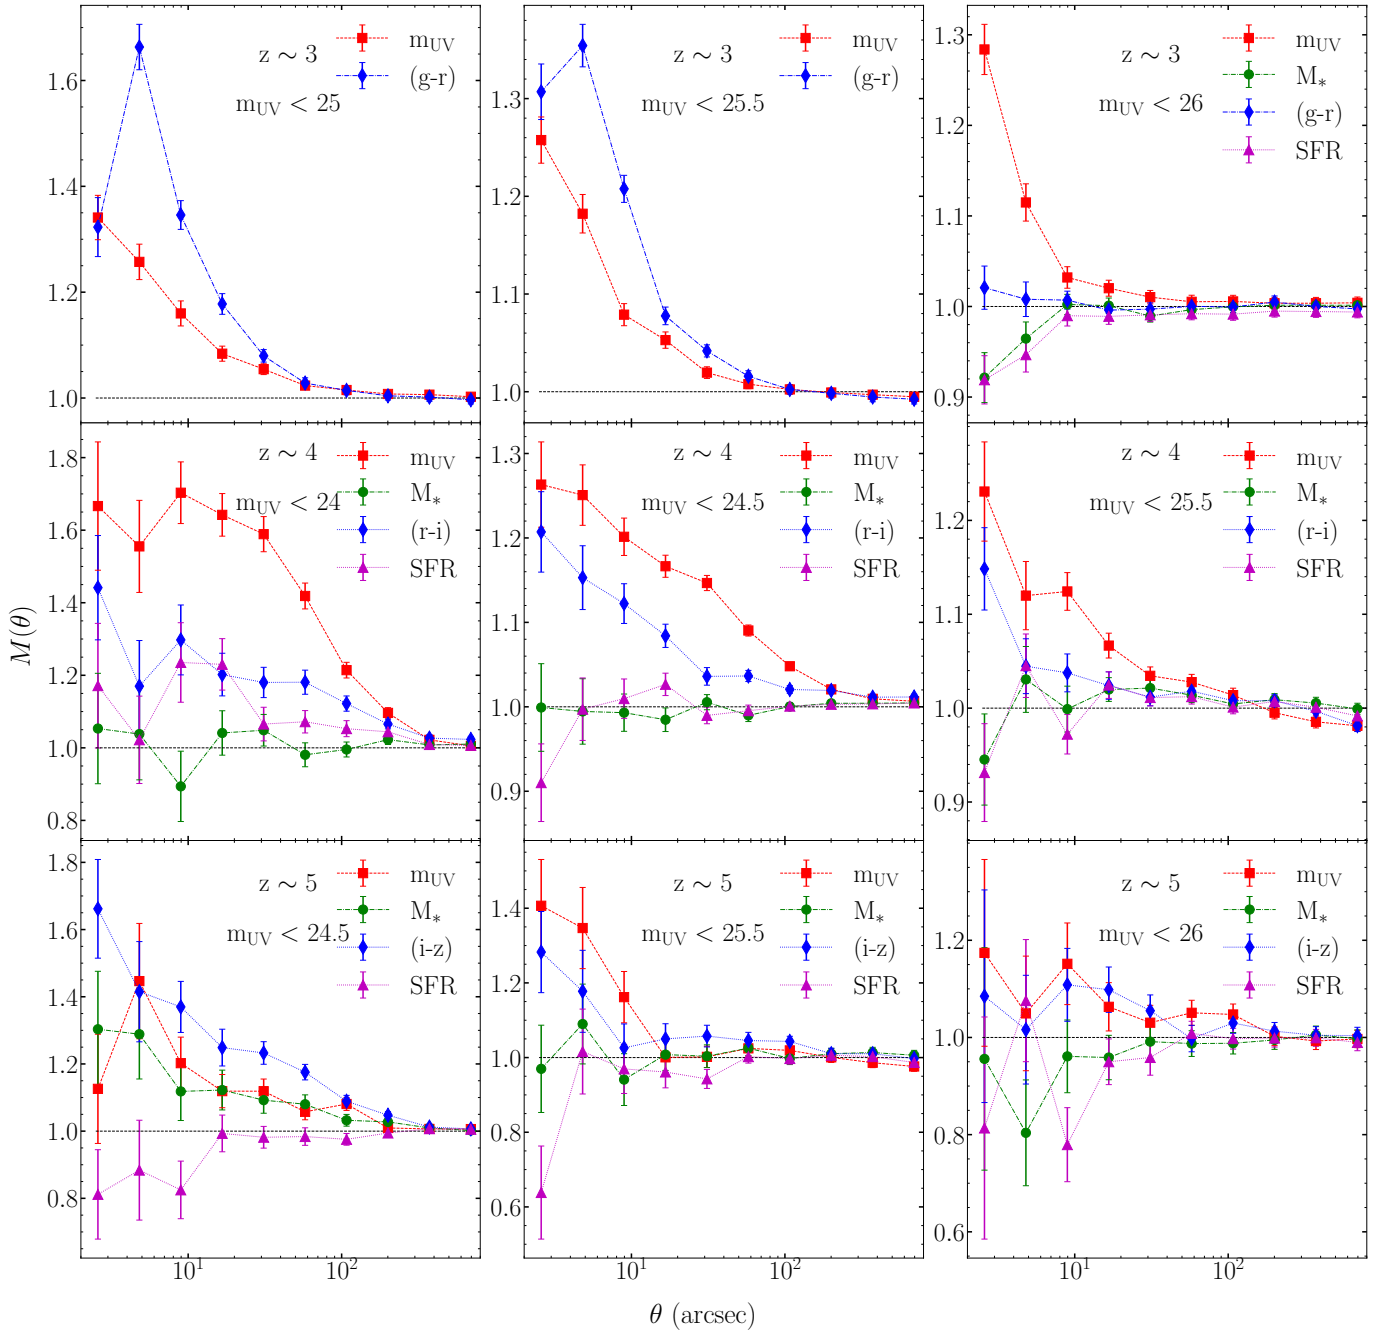 z ∼ 3
m_UV < 25
m_UV
(g-r)
1.6
1.4
1.2
1.0
z ∼ 3
m_UV < 25.5
m_UV
(g-r)
1.3
1.2
1.1
1.0
z ∼ 3
m_UV < 26
m_UV
M_*
(g-r)
SFR
1.3
1.2
1.1
1.0
0.9
z ∼ 4
m_UV < 24
m_UV
M_*
(r-i)
SFR
1.8
1.6
1.4
1.2
1.0
0.8
z ∼ 4
m_UV < 24.5
m_UV
M_*
(r-i)
SFR
1.3
1.2
1.1
1.0
0.9
z ∼ 4
m_UV < 25.5
m_UV
M_*
(r-i)
SFR
1.2
1.1
1.0
0.9
M(θ)
z ∼ 5
m_UV < 24.5
m_UV
M_*
(i-z)
SFR
1.8
1.6
1.4
1.2
1.0
0.8
10^1
10^2
z ∼ 5
m_UV < 25.5
m_UV
M_*
(i-z)
SFR
1.4
1.2
1.0
0.8
0.6
10^1
10^2
z ∼ 5
m_UV < 26
m_UV
M_*
(i-z)
SFR
1.2
1.0
0.8
0.6
10^1
10^2
θ (arcsec)